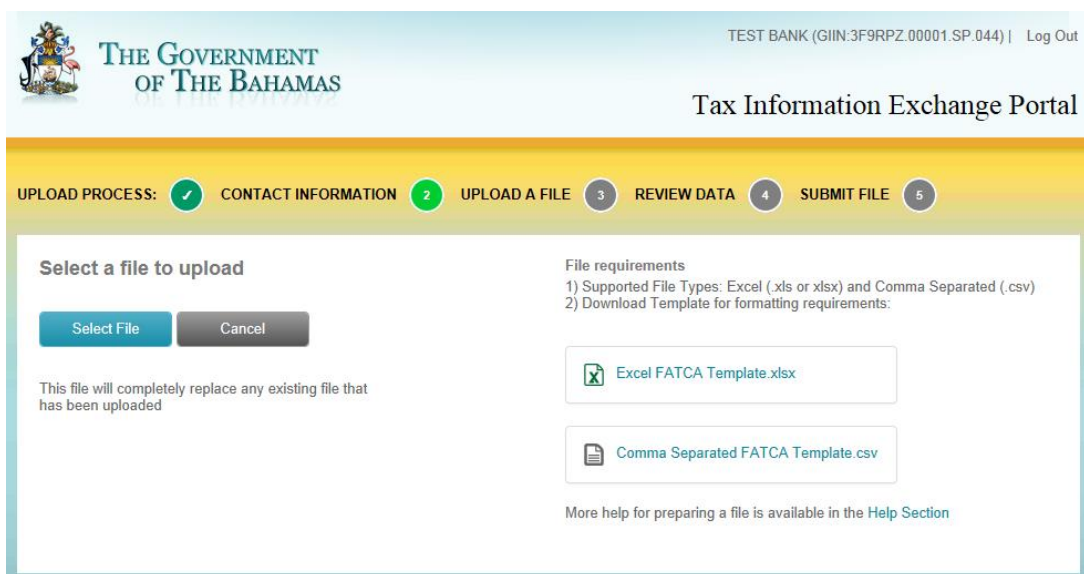 TEST BANK (GIIN:3F9RPZ.00001.SP.044) | Log Out
THE GOVERNMENT
OF THE BAHAMAS
Tax Information Exchange Portal
UPLOAD PROCESS: ✓ CONTACT INFORMATION 2 UPLOAD A FILE 3 REVIEW DATA 4 SUBMIT FILE 5
Select a file to upload
Select File Cancel
This file will completely replace any existing file that
has been uploaded
File requirements
1) Supported File Types: Excel (.xls or xlsx) and Comma Separated (.csv)
2) Download Template for formatting requirements:
Excel FATCA Template.xlsx
Comma Separated FATCA Template.csv
More help for preparing a file is available in the Help Section